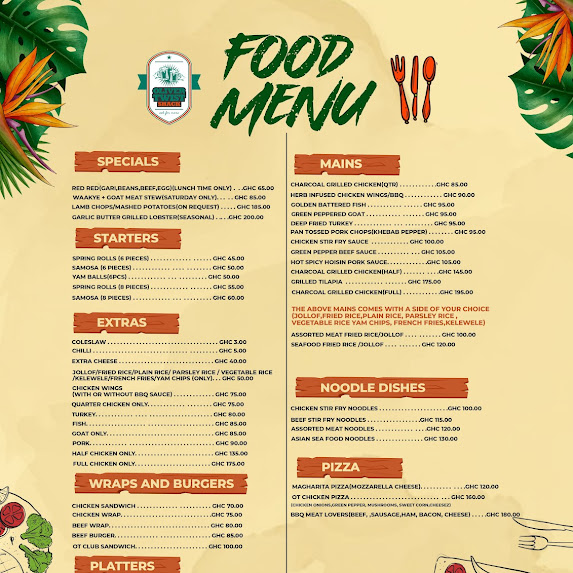 FOOD
MENU
OLIVER
TWIST
BEACH
SPECIALS
RED RED(GARI,BEANS,BEEF,EGG)(LUNCH TIME ONLY) . ..GHC 65.00
WAAKYE + GOAT MEAT STEW(SATURDAY ONLY). . . . GHC 85.00
LAMB CHOPS/MASHED POTATOES(ON REQUEST) . . . . . GHC 185.00
GARLIC BUTTER GRILLED LOBSTER(SEASONAL) . . ..GHC 200.00
STARTERS
SPRING ROLLS (6 PIECES) . . . . . . . . . . . . . . . . . . GHC 45.00
SAMOSA (6 PIECES) . . . . . . . . . . . . . . . . . . . . . . GHC 50.00
YAM BALLS(6PCS) . . . . . . . . . . . . . . . . . . . . . . . GHC 50.00
SPRING ROLLS (8 PIECES) . . . . . . . . . . . . . . . . . . GHC 55.00
SAMOSA (8 PIECES) . . . . . . . . . . . . . . . . . . . . . . GHC 60.00
EXTRAS
COLESLAW . . . . . . . . . . . . . . . . . . . . . . . . . . . . GHC 3.00
CHILLI . . . . . . . . . . . . . . . . . . . . . . . . . . . . . . . GHC 5.00
EXTRA CHEESE . . . . . . . . . . . . . . . . . . . . . . . . . GHC 40.00
JOLLOF/FRIED RICE/PLAIN RICE/ PARSLEY RICE / VEGETABLE RICE
/KELEWELE/FRENCH FRIES/YAM CHIPS (ONLY). . . GHC 50.00
CHICKEN WINGS
(WITH OR WITHOUT BBQ SAUCE) . . . . . . . . . . . . GHC 75.00
QUARTER CHICKEN ONLY. . . . . . . . . . . . . . . . . . GHC 75.00
TURKEY. . . . . . . . . . . . . . . . . . . . . . . . . . . . . . . GHC 80.00
FISH. . . . . . . . . . . . . . . . . . . . . . . . . . . . . . . . . GHC 85.00
GOAT ONLY. . . . . . . . . . . . . . . . . . . . . . . . . . . . GHC 85.00
PORK. . . . . . . . . . . . . . . . . . . . . . . . . . . . . . . . GHC 90.00
HALF CHICKEN ONLY. . . . . . . . . . . . . . . . . . . . . GHC 135.00
FULL CHICKEN ONLY. . . . . . . . . . . . . . . . . . . . . GHC 175.00
WRAPS AND BURGERS
CHICKEN SANDWICH . . . . . . . . . . . . . . . . . . . . . GHC 70.00
CHICKEN WRAP. . . . . . . . . . . . . . . . . . . . . . . . . GHC 75.00
BEEF WRAP. . . . . . . . . . . . . . . . . . . . . . . . . . . . GHC 80.00
BEEF BURGER. . . . . . . . . . . . . . . . . . . . . . . . . . GHC 85.00
OT CLUB SANDWICH. . . . . . . . . . . . . . . . . . . . . GHC 100.00
PLATTERS
MAINS
CHARCOAL GRILLED CHICKEN(QTR) . . . . . . . . . . . GHC 85.00
HERB INFUSED CHICKEN WINGS/BBQ . . . . . . . . . . GHC 90.00
GOLDEN BATTERED FISH . . . . . . . . . . . . . . . GHC 95.00
GREEN PEPPERED GOAT . . . . . . . . . . . . . . . GHC 95.00
DEEP FRIED TURKEY . . . . . . . . . . . . . . . . . GHC 95.00
PAN TOSSED PORK CHOPS(KHEBAB PEPPER) . . . . . . . GHC 95.00
CHICKEN STIR FRY SAUCE . . . . . . . . . . GHC 100.00
GREEN PEPPER BEEF SAUCE . . . . . . . . . . GHC 105.00
HOT SPICY HOISIN PORK SAUCE. . . . . . . . . . . .GHC 105.00
CHARCOAL GRILLED CHICKEN(HALF) . . . . . . . . . .GHC 145.00
GRILLED TILAPIA . . . . . . . . . . . . . . . . . GHC 175.00
CHARCOAL GRILLED CHICKEN(FULL) . . . . . . . . . . .GHC 195.00
THE ABOVE MAINS COMES WITH A SIDE OF YOUR CHOICE
(JOLLOF,FRIED RICE,PLAIN RICE, PARSLEY RICE ,
VEGETABLE RICE YAM CHIPS, FRENCH FRIES,KELEWELE)
ASSORTED MEAT FRIED RICE/JOLLOF . . . . . . . . . . GHC 100.00
SEAFOOD FRIED RICE /JOLLOF . . . . . . . . . . GHC 120.00
NOODLE DISHES
CHICKEN STIR FRY NOODLES . . . . . . . . . . . . . . . . . . .GHC 100.00
BEEF STIR FRY NOODLES . . . . . . . . . . . . .GHC 115.00
ASSORTED MEAT NOODLES . . . . . . . . . . . . . GHC 120.00
ASIAN SEA FOOD NOODLES . . . . . . . . . . . . GHC 130.00
PIZZA
MAGHARITA PIZZA(MOZZARELLA CHEESE). . . . . . . . . . . . .GHC 120.00
OT CHICKEN PIZZA . . . . . . . . . . . . . . . . . . . . . . . . GHC 160.00
(CHICKEN ONIONS,GREEN PEPPER, MUSHROOMS, SWEET CORN,CHEESEZ)
BBQ MEAT LOVERS(BEEF, ,SAUSAGE,HAM, BACON, CHEESE) . . . . .GHC 180.00